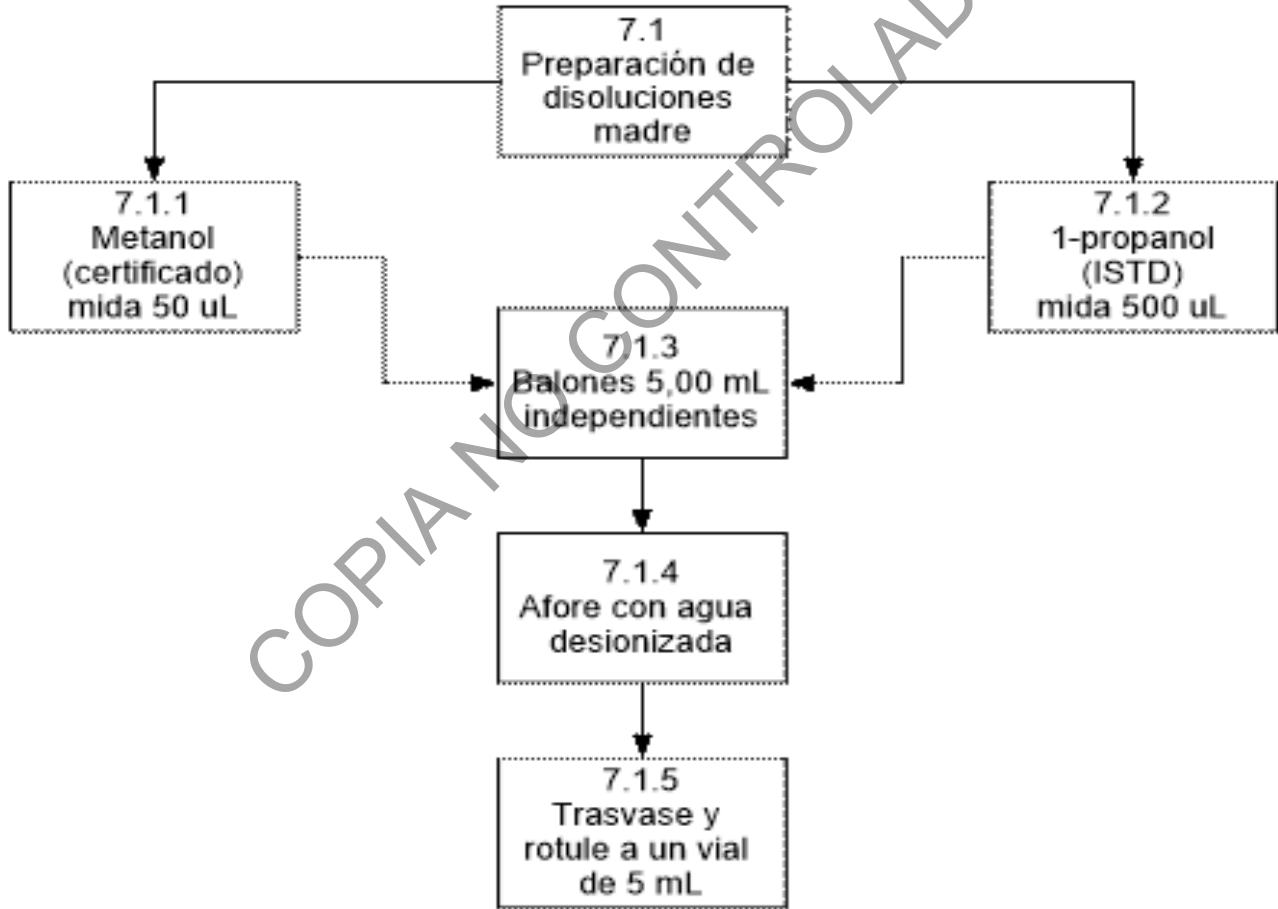 7.1
Preparación de
disoluciones
madre
7.1.1
Metanol
(certificado)
mida 50 uL
7.1.2
1-propanol
(ISTD)
mida 500 uL
7.1.3
Balones 5,00 mL
independientes
7.1.4
Afore con agua
desionizada
7.1.5
Trasvase y
rotule a un vial
de 5 mL
COPIA NO CONTROLAD